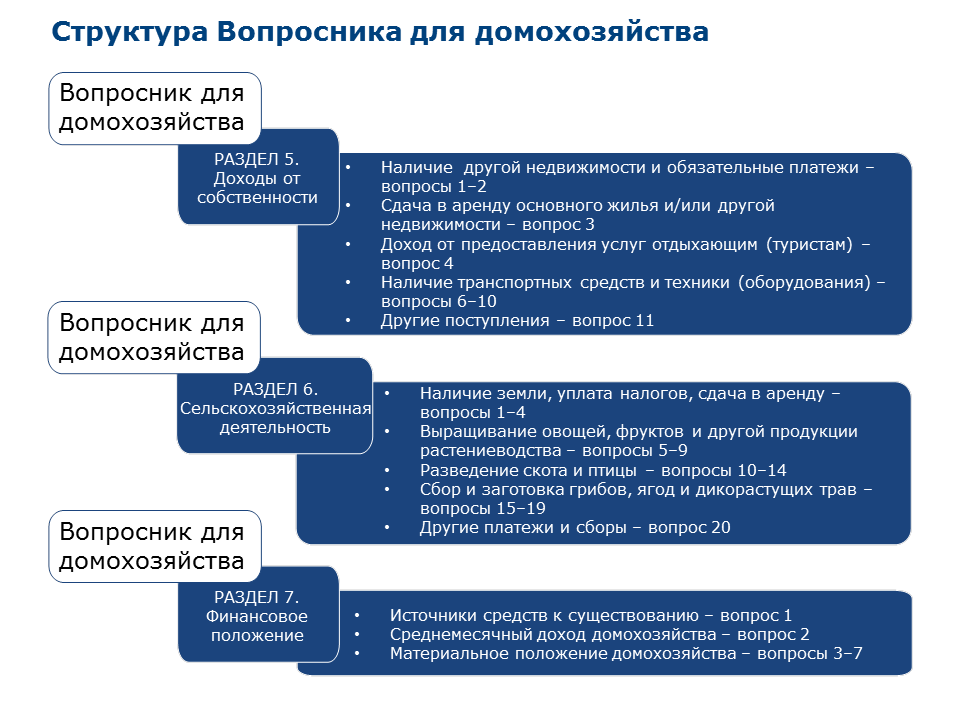 Структура Вопросника для домохозяйства
Вопросник для
домохозяйства
РАЗДЕЛ 5.
Доходы от
собственности
• Наличие другой недвижимости и обязательные платежи –
вопросы 1–2
• Сдача в аренду основного жилья и/или другой
недвижимости – вопрос 3
• Доход от предоставления услуг отдыхающим (туристам) –
вопрос 4
• Наличие транспортных средств и техники (оборудования) –
вопросы 6–10
• Другие поступления – вопрос 11
Вопросник для
домохозяйства
РАЗДЕЛ 6.
Сельскохозяйственная
деятельность
• Наличие земли, уплата налогов, сдача в аренду –
вопросы 1–4
• Выращивание овощей, фруктов и другой продукции
растениеводства – вопросы 5–9
• Разведение скота и птицы – вопросы 10–14
• Сбор и заготовка грибов, ягод и дикорастущих трав –
вопросы 15–19
• Другие платежи и сборы – вопрос 20
Вопросник для
домохозяйства
РАЗДЕЛ 7.
Финансовое
положение
• Источники средств к существованию – вопрос 1
• Среднемесячный доход домохозяйства – вопрос 2
• Материальное положение домохозяйства – вопросы 3–7